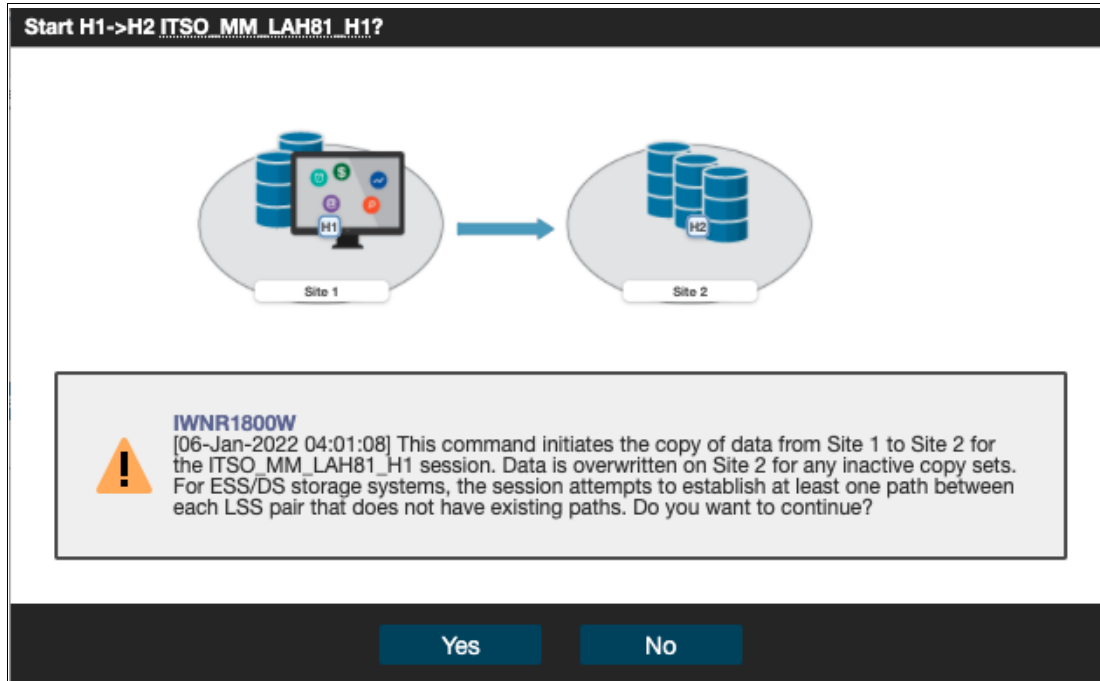 Start H1->H2 ITSO_MM_LAH81_H1?
$
H1
H2
Site 1
Site 2
IWNR1800W
[06-Jan-2022 04:01:08] This command initiates the copy of data from Site 1 to Site 2 for
the ITSO_MM_LAH81_H1 session. Data is overwritten on Site 2 for any inactive copy sets.
For ESS/DS storage systems, the session attempts to establish at least one path between
each LSS pair that does not have existing paths. Do you want to continue?
Yes
No